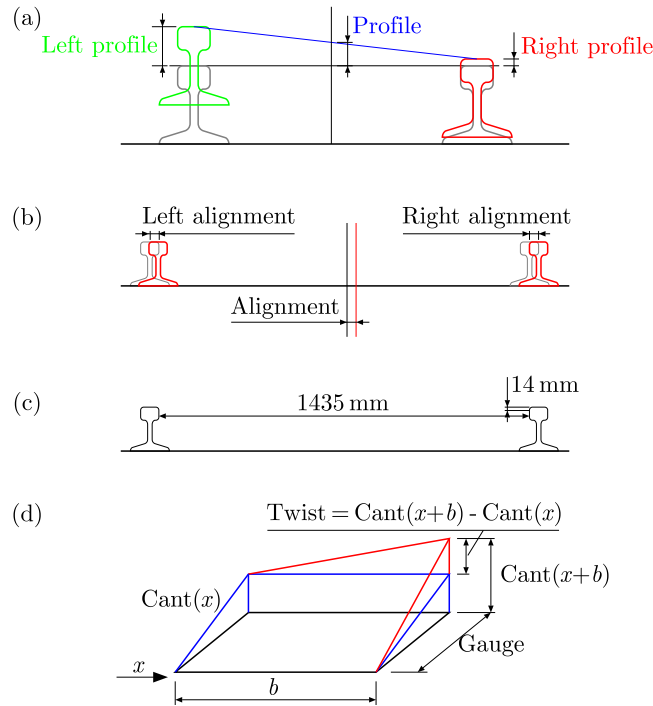 (a)
Left profile
Profile
Right profile
(b)
Left alignment
Right alignment
Alignment
(c)
1435 mm
14 mm
(d)
Twist = Cant(x+b) - Cant(x)
Cant(x)
Cant(x+b)
Gauge
x
b